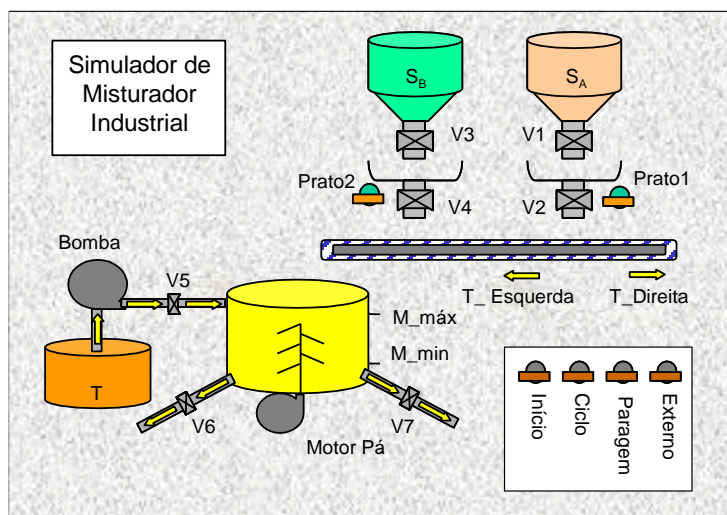 Simulador de
Misturador
Industrial
S_B
S_A
V3
V1
Prato2
Prato1
V4
V2
Bomba
V5
T_ Esquerda
T_Direita
M_máx
M_min
T
V6
V7
Motor Pá
Início
Ciclo
Paragem
Externo